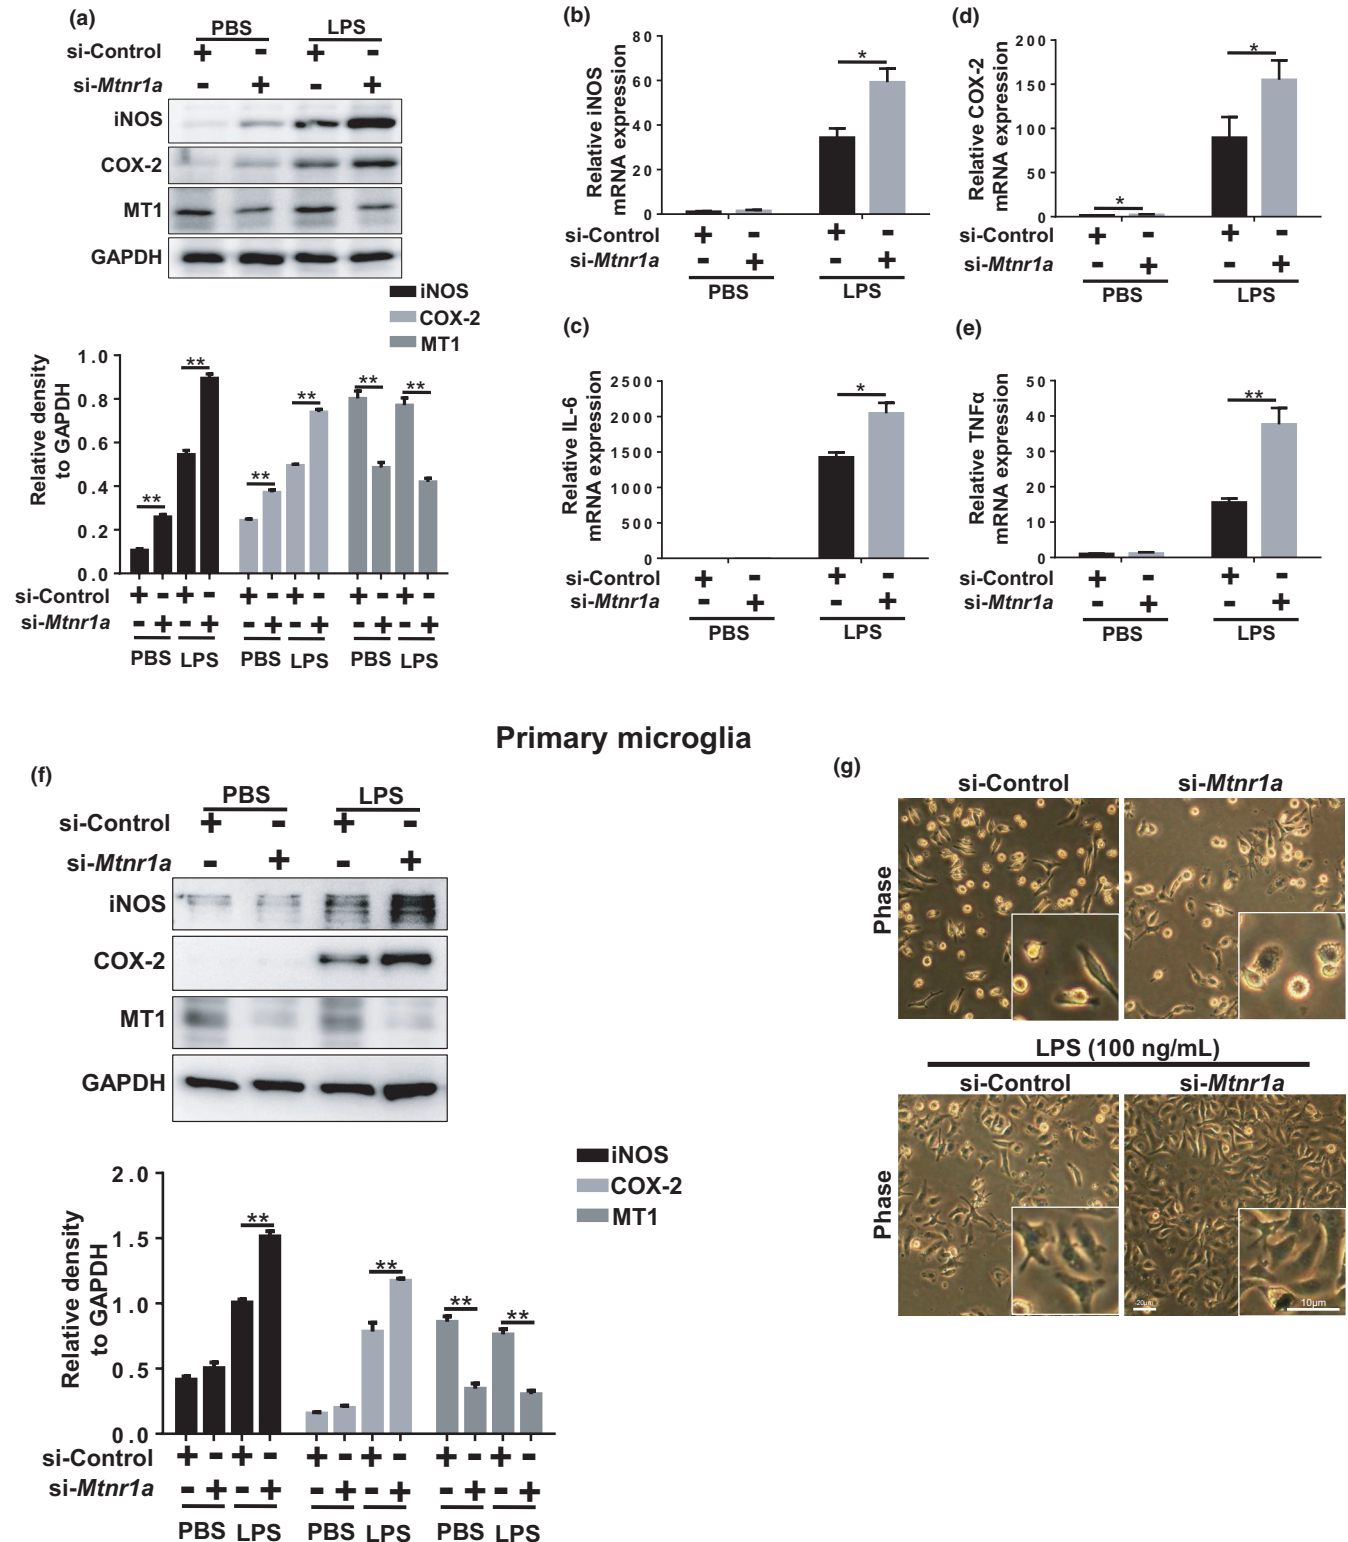 (a)
PBS LPS
si-Control + - + -
si-Mtnr1a - + - +
iNOS
COX-2
MT1
GAPDH
iNOS
COX-2
MT1
Relative density
to GAPDH
1.0
0.8
0.6
0.4
0.2
0.0
** ** ** ** ** **
si-Control + - + - + - + - + - + -
si-Mtnr1a - + - + - + - + - + - +
PBS LPS PBS LPS PBS LPS
(b)
Relative iNOS
mRNA expression
80
60
40
20
0
*
si-Control + - + -
si-Mtnr1a - + - +
PBS LPS
(d)
Relative COX-2
mRNA expression
200
150
100
50
0
* *
si-Control + - + -
si-Mtnr1a - + - +
PBS LPS
(c)
Relative IL-6
mRNA expression
2500
2000
1500
1000
500
0
*
si-Control + - + -
si-Mtnr1a - + - +
PBS LPS
(e)
Relative TNFα
mRNA expression
50
40
30
20
10
0
**
si-Control + - + -
si-Mtnr1a - + - +
PBS LPS
Primary microglia
(f)
PBS LPS
si-Control + - + -
si-Mtnr1a - + - +
iNOS
COX-2
MT1
GAPDH
iNOS
COX-2
MT1
Relative density
to GAPDH
2.0
1.5
1.0
0.5
0.0
** ** ** **
si-Control + - + - + - + - + - + -
si-Mtnr1a - + - + - + - + - + - +
PBS LPS PBS LPS PBS LPS
(g)
si-Control si-Mtnr1a
Phase
LPS (100 ng/mL)
si-Control si-Mtnr1a
Phase
20μm
10μm